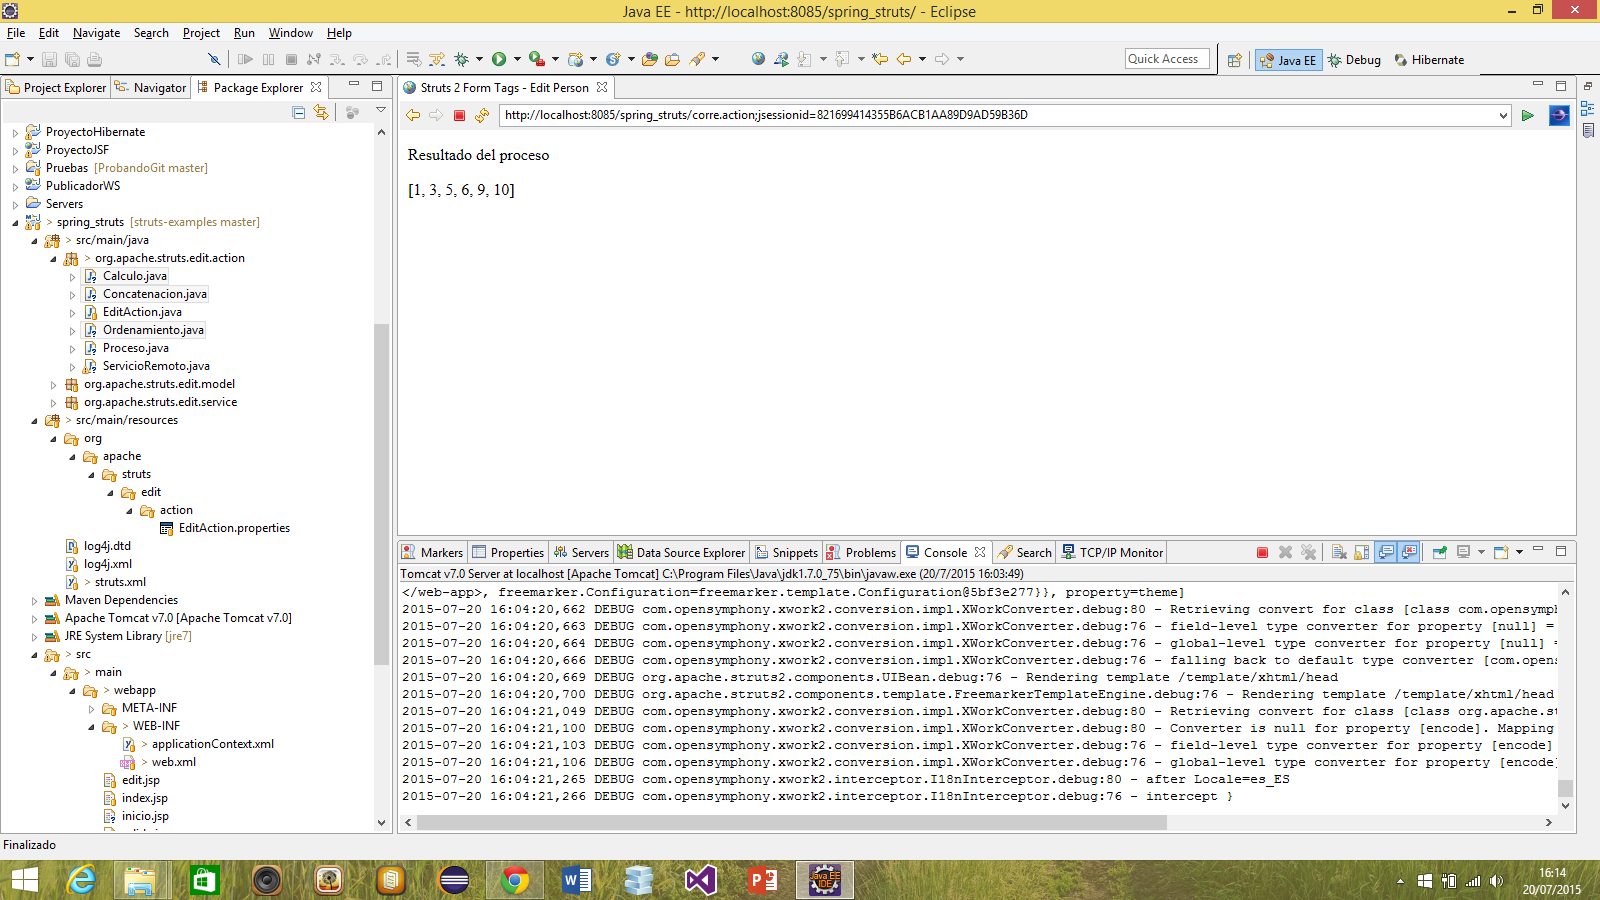 Java EE - http://localhost:8085/spring_struts/ - Eclipse
File Edit Navigate Search Project Run Window Help
Quick Access
Java EE
Debug
Hibernate
Project Explorer
Navigator
Package Explorer
ProyectoHibernate
ProyectoJSF
Pruebas [ProbandoGit master]
PublicadorWS
Servers
> spring_struts [struts-examples master]
> src/main/java
> org.apache.struts.edit.action
Calculo.java
Concatenacion.java
EditAction.java
Ordenamiento.java
Proceso.java
ServicioRemoto.java
org.apache.struts.edit.model
org.apache.struts.edit.service
> src/main/resources
org
apache
struts
edit
action
EditAction.properties
log4j.dtd
log4j.xml
> struts.xml
Maven Dependencies
Apache Tomcat v7.0 [Apache Tomcat v7.0]
JRE System Library [jre7]
> src
> main
> webapp
META-INF
> WEB-INF
> applicationContext.xml
> web.xml
edit.jsp
index.jsp
inicio.jsp
Struts 2 Form Tags - Edit Person
http://localhost:8085/spring_struts/corre.action;jsessionid=821699414355B6ACB1AA89D9AD59B36D
Resultado del proceso
[1, 3, 5, 6, 9, 10]
Markers Properties Servers Data Source Explorer Snippets Problems Console Search TCP/IP Monitor
Tomcat v7.0 Server at localhost [Apache Tomcat] C:\Program Files\Java\jdk1.7.0_75\bin\javaw.exe (20/7/2015 16:03:49)
</web-app>, freemarker.Configuration=freemarker.template.Configuration@5bf3e277}}, property=theme]
2015-07-20 16:04:20,662 DEBUG com.opensymphony.xwork2.conversion.impl.XWorkConverter.debug:80 - Retrieving convert for class [class com.opensymph
2015-07-20 16:04:20,663 DEBUG com.opensymphony.xwork2.conversion.impl.XWorkConverter.debug:76 - field-level type converter for property [null] =
2015-07-20 16:04:20,664 DEBUG com.opensymphony.xwork2.conversion.impl.XWorkConverter.debug:76 - global-level type converter for property [null] =
2015-07-20 16:04:20,666 DEBUG com.opensymphony.xwork2.conversion.impl.XWorkConverter.debug:76 - falling back to default type converter [com.opens
2015-07-20 16:04:20,669 DEBUG org.apache.struts2.components.UIBean.debug:76 - Rendering template /template/xhtml/head
2015-07-20 16:04:20,700 DEBUG org.apache.struts2.components.template.FreemarkerTemplateEngine.debug:76 - Rendering template /template/xhtml/head
2015-07-20 16:04:21,049 DEBUG com.opensymphony.xwork2.conversion.impl.XWorkConverter.debug:80 - Retrieving convert for class [class org.apache.st
2015-07-20 16:04:21,100 DEBUG com.opensymphony.xwork2.conversion.impl.XWorkConverter.debug:80 - Converter is null for property [encode]. Mapping
2015-07-20 16:04:21,103 DEBUG com.opensymphony.xwork2.conversion.impl.XWorkConverter.debug:76 - field-level type converter for property [encode]
2015-07-20 16:04:21,106 DEBUG com.opensymphony.xwork2.conversion.impl.XWorkConverter.debug:76 - global-level type converter for property [encode]
2015-07-20 16:04:21,265 DEBUG com.opensymphony.xwork2.interceptor.I18nInterceptor.debug:80 - after Locale=es_ES
2015-07-20 16:04:21,266 DEBUG com.opensymphony.xwork2.interceptor.I18nInterceptor.debug:76 - intercept }
Finalizado
Java EE
IDE
16:14
20/07/2015